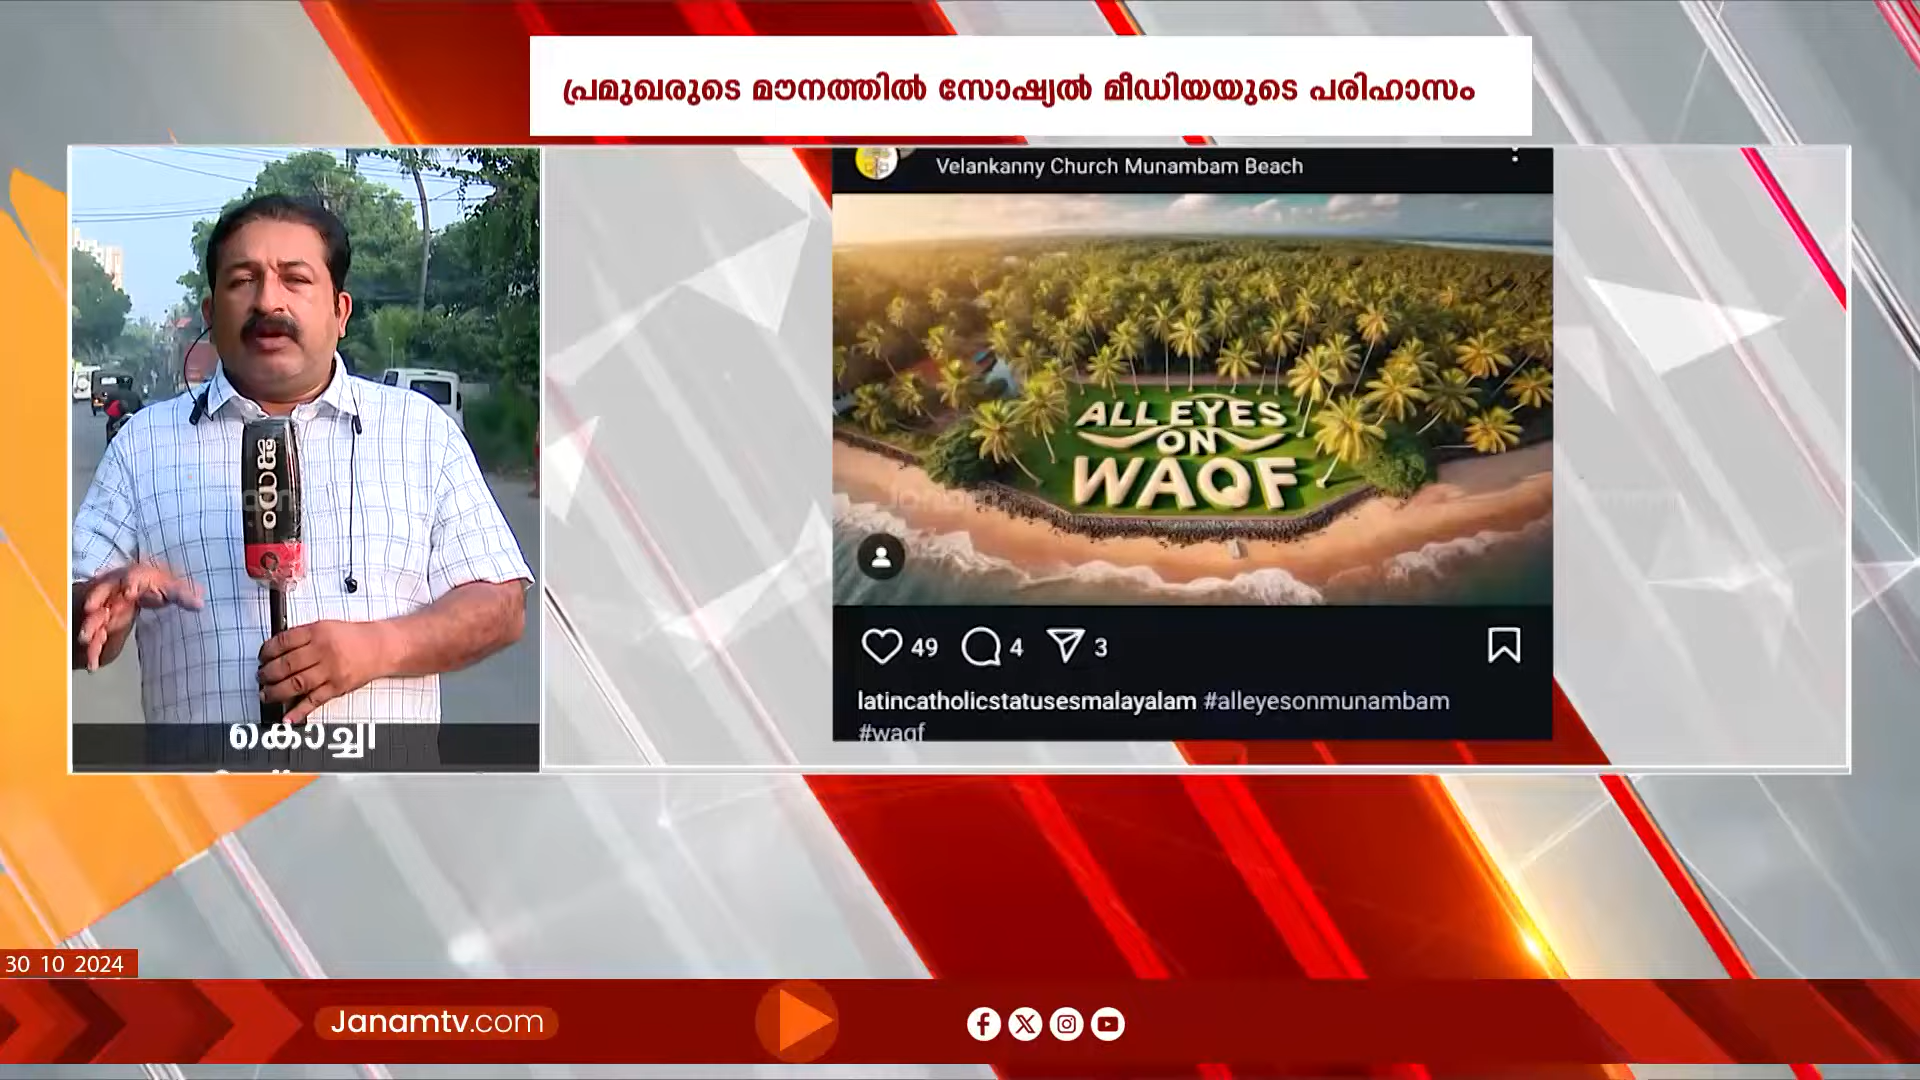 പ്രമുഖരുടെ മൗനത്തിൽ സോഷ്യൽ മീഡിയയുടെ പരിഹാസം
Velankanny Church Munambam Beach
ALL EYES
ON
WAQF
ജനം
49 4 3
latincatholicstatusesmalayalam #alleyesonmunambam
#waqf
കൊച്ചി
30 10 2024
Janamtv.com